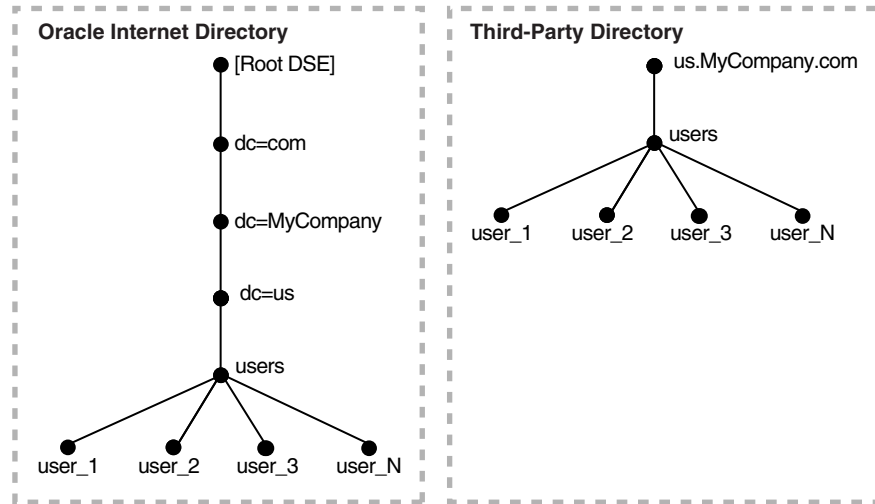 Oracle Internet Directory
[Root DSE]
dc=com
dc=MyCompany
dc=us
users
user_1
user_2
user_3
user_N
Third-Party Directory
us.MyCompany.com
users
user_1
user_2
user_3
user_N